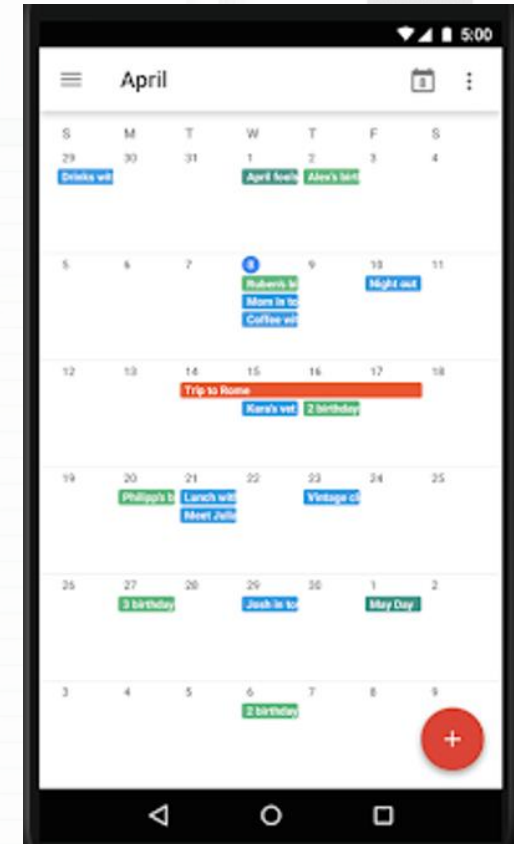 5:00
April
8
S M T W T F S
29 30 31 1 2 3 4
Drinks wit April fools Alex's birt
5 6 7 8 9 10 11
Ruben's bi Night out
Mom in to
Coffee wit
12 13 14 15 16 17 18
Trip to Rome
Kara's vet 2 birthday
19 20 21 22 23 24 25
Philipp's b Lunch with Vintage cl
Meet Julia
26 27 28 29 30 1 2
3 birthday Josh in to May Day
3 4 5 6 7 8 9
2 birthday